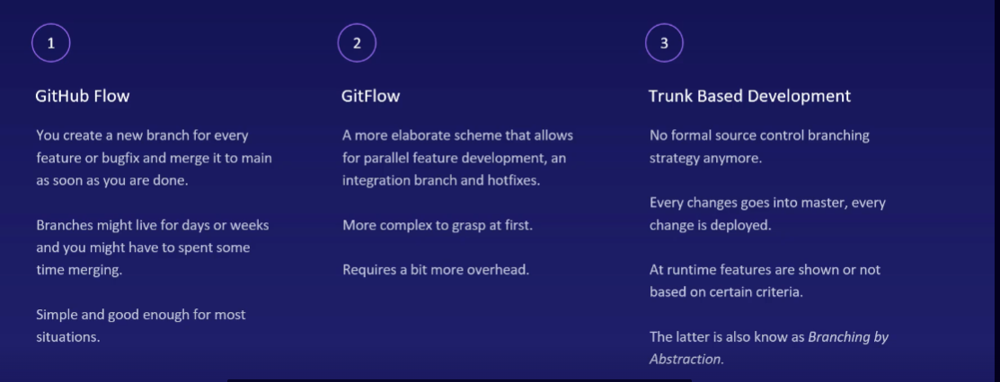 1
GitHub Flow
You create a new branch for every
feature or bugfix and merge it to main
as soon as you are done.
Branches might live for days or weeks
and you might have to spent some
time merging.
Simple and good enough for most
situations.
2
GitFlow
A more elaborate scheme that allows
for parallel feature development, an
integration branch and hotfixes.
More complex to grasp at first.
Requires a bit more overhead.
3
Trunk Based Development
No formal source control branching
strategy anymore.
Every changes goes into master, every
change is deployed.
At runtime features are shown or not
based on certain criteria.
The latter is also know as Branching by
Abstraction.